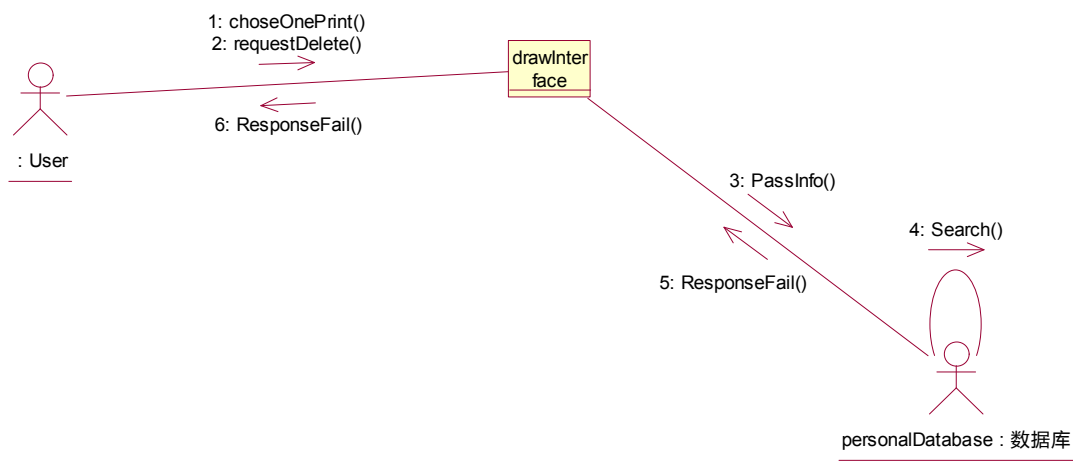 1: choseOnePrint()
2: requestDelete()
drawInter
face
6: ResponseFail()
: User
3: PassInfo()
4: Search()
5: ResponseFail()
personalDatabase : 数据库